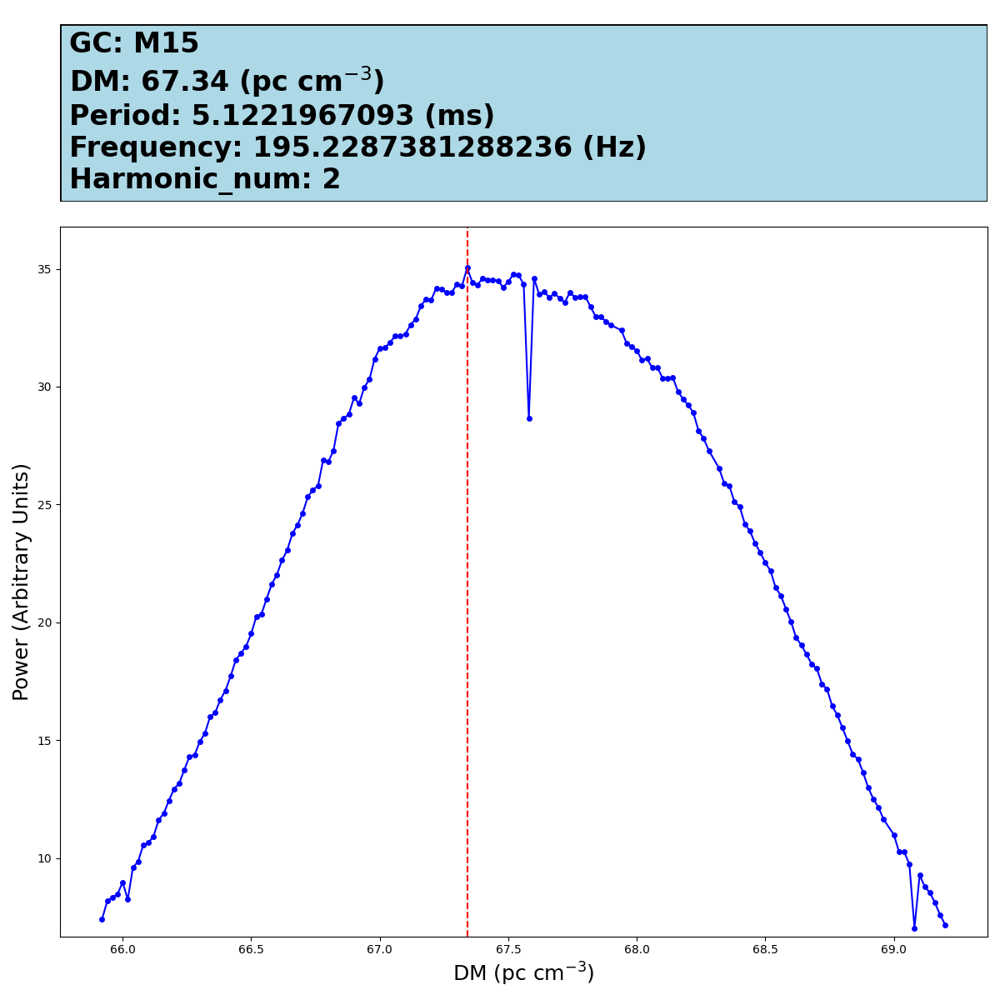 GC: M15
DM: 67.34 (pc cm⁻³)
Period: 5.1221967093 (ms)
Frequency: 195.2287381288236 (Hz)
Harmonic_num: 2
35
30
25
20
15
10
Power (Arbitrary Units)
66.0 66.5 67.0 67.5 68.0 68.5 69.0
DM (pc cm⁻³)